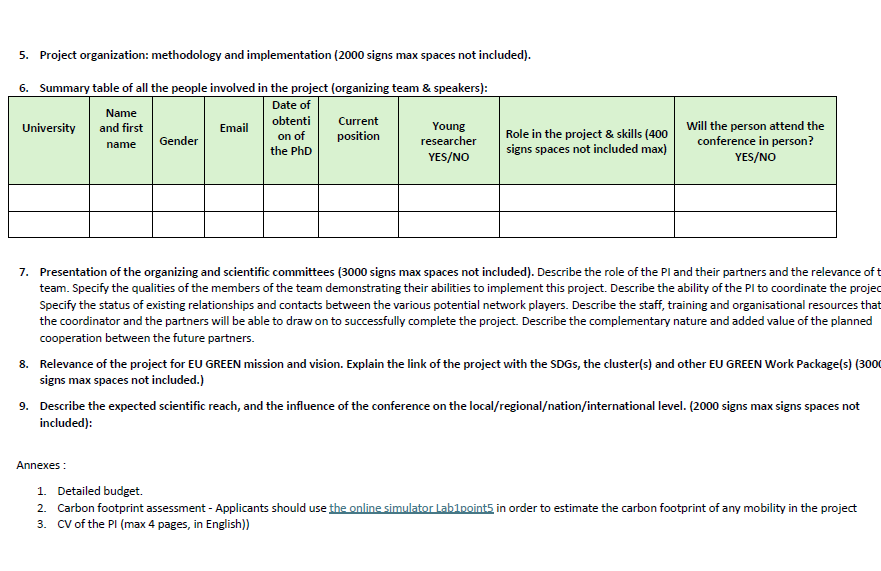 5. Project organization: methodology and implementation (2000 signs max spaces not included).
6. Summary table of all the people involved in the project (organizing team & speakers):
University
Name
and first
name
Gender
Email
Date of
obtenti
on of
the PhD
Current
position
Young
researcher
YES/NO
Role in the project & skills (400
signs spaces not included max)
Will the person attend the
conference in person?
YES/NO
7. Presentation of the organizing and scientific committees (3000 signs max spaces not included). Describe the role of the PI and their partners and the relevance of t
team. Specify the qualities of the members of the team demonstrating their abilities to implement this project. Describe the ability of the PI to coordinate the projec
Specify the status of existing relationships and contacts between the various potential network players. Describe the staff, training and organisational resources that
the coordinator and the partners will be able to draw on to successfully complete the project. Describe the complementary nature and added value of the planned
cooperation between the future partners.
8. Relevance of the project for EU GREEN mission and vision. Explain the link of the project with the SDGs, the cluster(s) and other EU GREEN Work Package(s) (3000
signs max spaces not included.)
9. Describe the expected scientific reach, and the influence of the conference on the local/regional/nation/international level. (2000 signs max signs spaces not
included):
Annexes :
1. Detailed budget.
2. Carbon footprint assessment - Applicants should use the online simulator Lab1point5 in order to estimate the carbon footprint of any mobility in the project
3. CV of the PI (max 4 pages, in English))